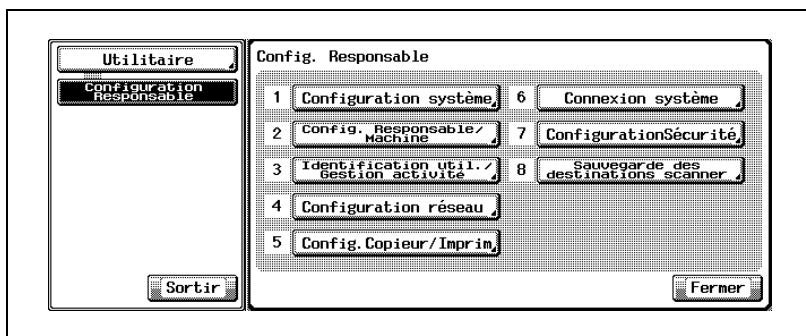 Utilitaire
Configuration
Responsable
Sortir
Config. Responsable
1 Configuration système
2 Config. Responsable/
Machine
3 Identification util./
Gestion activité
4 Configuration réseau
5 Config.Copieur/Imprim
6 Connexion système
7 ConfigurationSécurité
8 Sauvegarde des
destinations scanner
Fermer